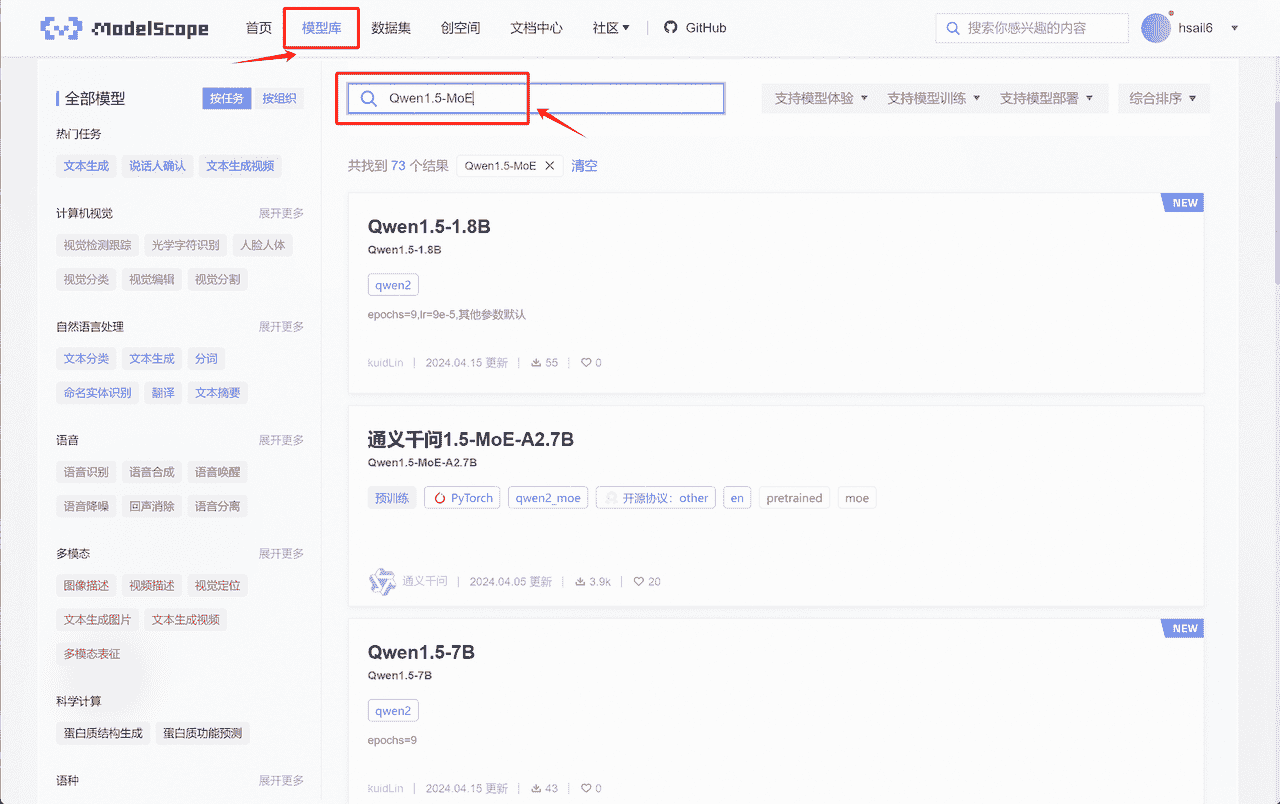 ModelScope 首页 模型库 数据集 创空间 文档中心 社区 GitHub 搜索你感兴趣的内容 hsail6
全部模型 按任务 按组织
热门任务
文本生成 说话人确认 文本生成视频
计算机视觉 展开更多
视觉检测跟踪 光学字符识别 人脸人体
视觉分类 视觉编辑 视觉分割
自然语言处理 展开更多
文本分类 文本生成 分词
命名实体识别 翻译 文本摘要
语音 展开更多
语音识别 语音合成 语音唤醒
语音降噪 回声消除 语音分离
多模态 展开更多
图像描述 视频描述 视觉定位
文本生成图片 文本生成视频
多模态表征
科学计算
蛋白质结构生成 蛋白质功能预测
语种 展开更多
Qwen1.5-MoE 支持模型体验 支持模型训练 支持模型部署 综合排序
共找到 73 个结果 Qwen1.5-MoE 清空
NEW
Qwen1.5-1.8B
Qwen1.5-1.8B
qwen2
epochs=9,lr=9e-5,其他参数默认
kuidLin | 2024.04.15 更新 | 55 0
通义千问1.5-MoE-A2.7B
Qwen1.5-MoE-A2.7B
预训练 PyTorch qwen2_moe 开源协议：other en pretrained moe
通义千问 | 2024.04.05 更新 | 3.9k | 20
NEW
Qwen1.5-7B
Qwen1.5-7B
qwen2
epochs=9
kuidLin | 2024.04.15 更新 | 43 0